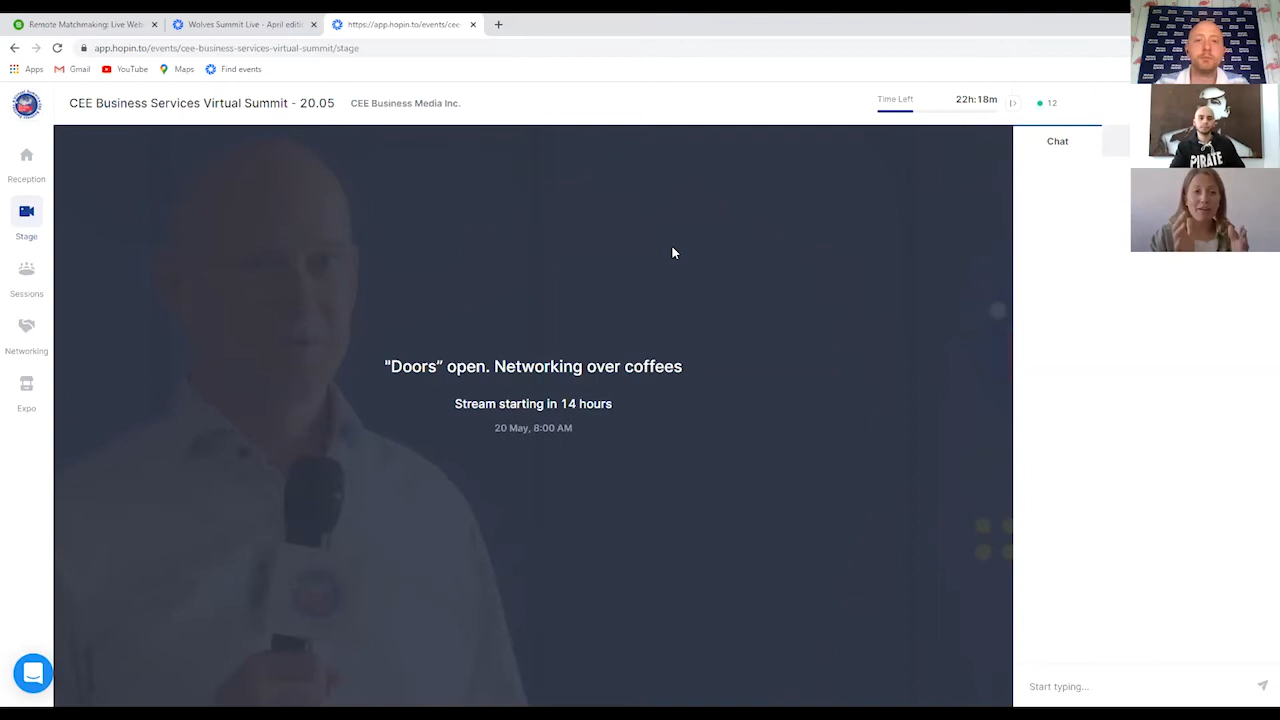 Remote Matchmaking: Live Web
Wolves Summit Live - April editi
https://app.hopin.to/events/cee
app.hopin.to/events/cee-business-services-virtual-summit/stage
Apps
Gmail
YouTube
Maps
Find events
CEE Business Services Virtual Summit - 20.05
CEE Business Media Inc.
Time Left
22h:18m
12
Reception
Stage
Sessions
Networking
Expo
Chat
"Doors” open. Networking over coffees
Stream starting in 14 hours
20 May, 8:00 AM
Start typing...
PIRATE